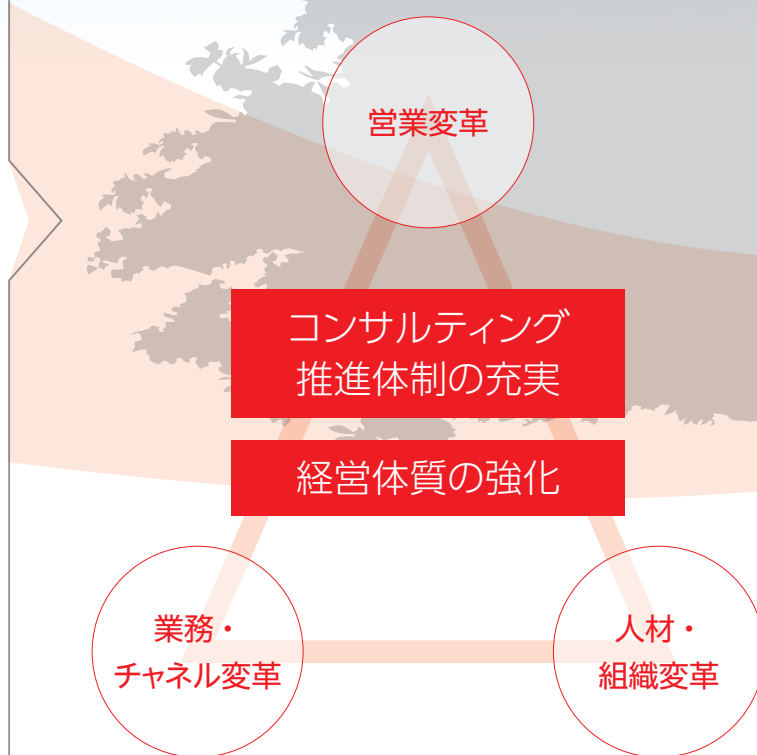 営業変革
コンサルティング
推進体制の充実
経営体質の強化
業務・
チャネル変革
人材・
組織変革